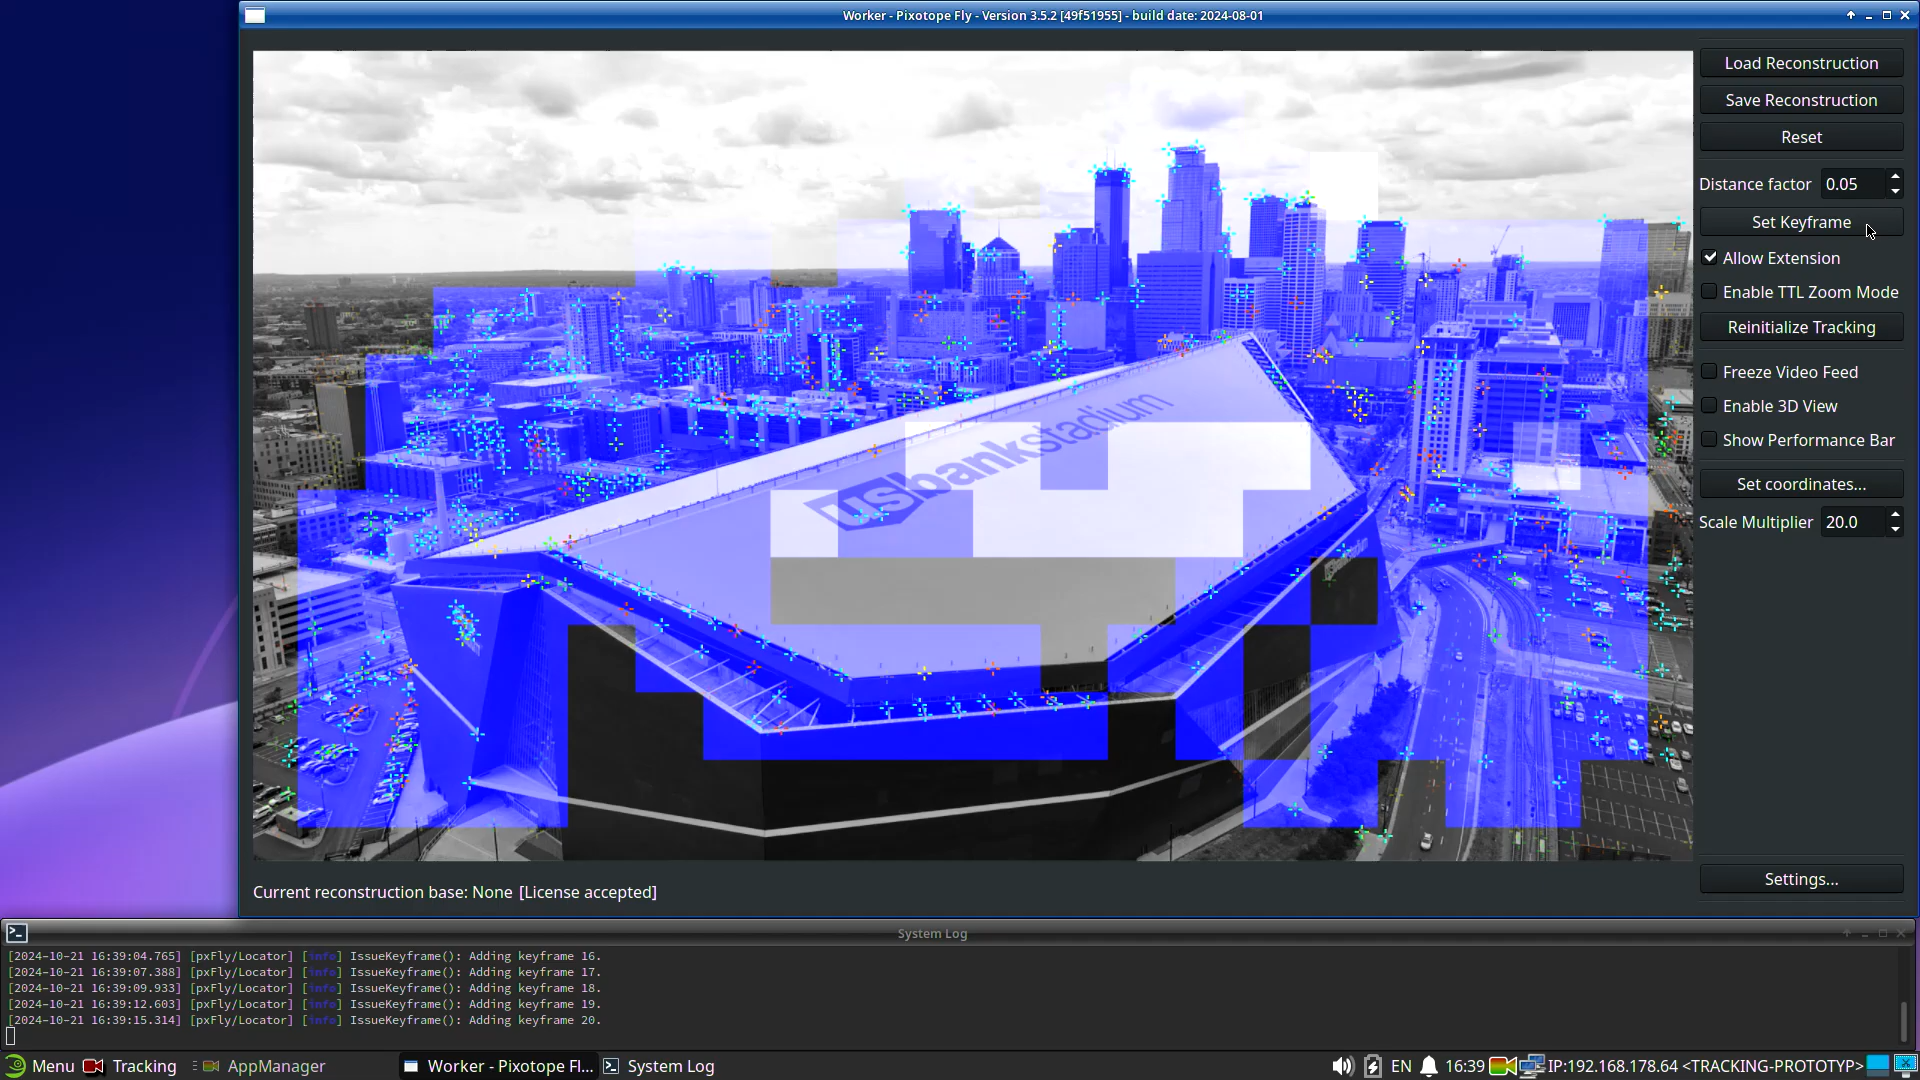 Worker - Pixotope Fly - Version 3.5.2 [49f51955] - build date: 2024-08-01
Load Reconstruction
Save Reconstruction
Reset
Distance factor 0.05
Set Keyframe
Allow Extension
Enable TTL Zoom Mode
Reinitialize Tracking
Freeze Video Feed
Enable 3D View
Show Performance Bar
Set coordinates...
Scale Multiplier 20.0
Settings...
us bank stadium
Current reconstruction base: None [License accepted]
System Log
[2024-10-21 16:39:04.765] [pxFly/Locator] [info] IssueKeyframe(): Adding keyframe 16.
[2024-10-21 16:39:07.388] [pxFly/Locator] [info] IssueKeyframe(): Adding keyframe 17.
[2024-10-21 16:39:09.933] [pxFly/Locator] [info] IssueKeyframe(): Adding keyframe 18.
[2024-10-21 16:39:12.603] [pxFly/Locator] [info] IssueKeyframe(): Adding keyframe 19.
[2024-10-21 16:39:15.314] [pxFly/Locator] [info] IssueKeyframe(): Adding keyframe 20.
Menu Tracking AppManager Worker - Pixotope Fl... System Log EN 16:39 IP:192.168.178.64 <TRACKING-PROTOTYP>